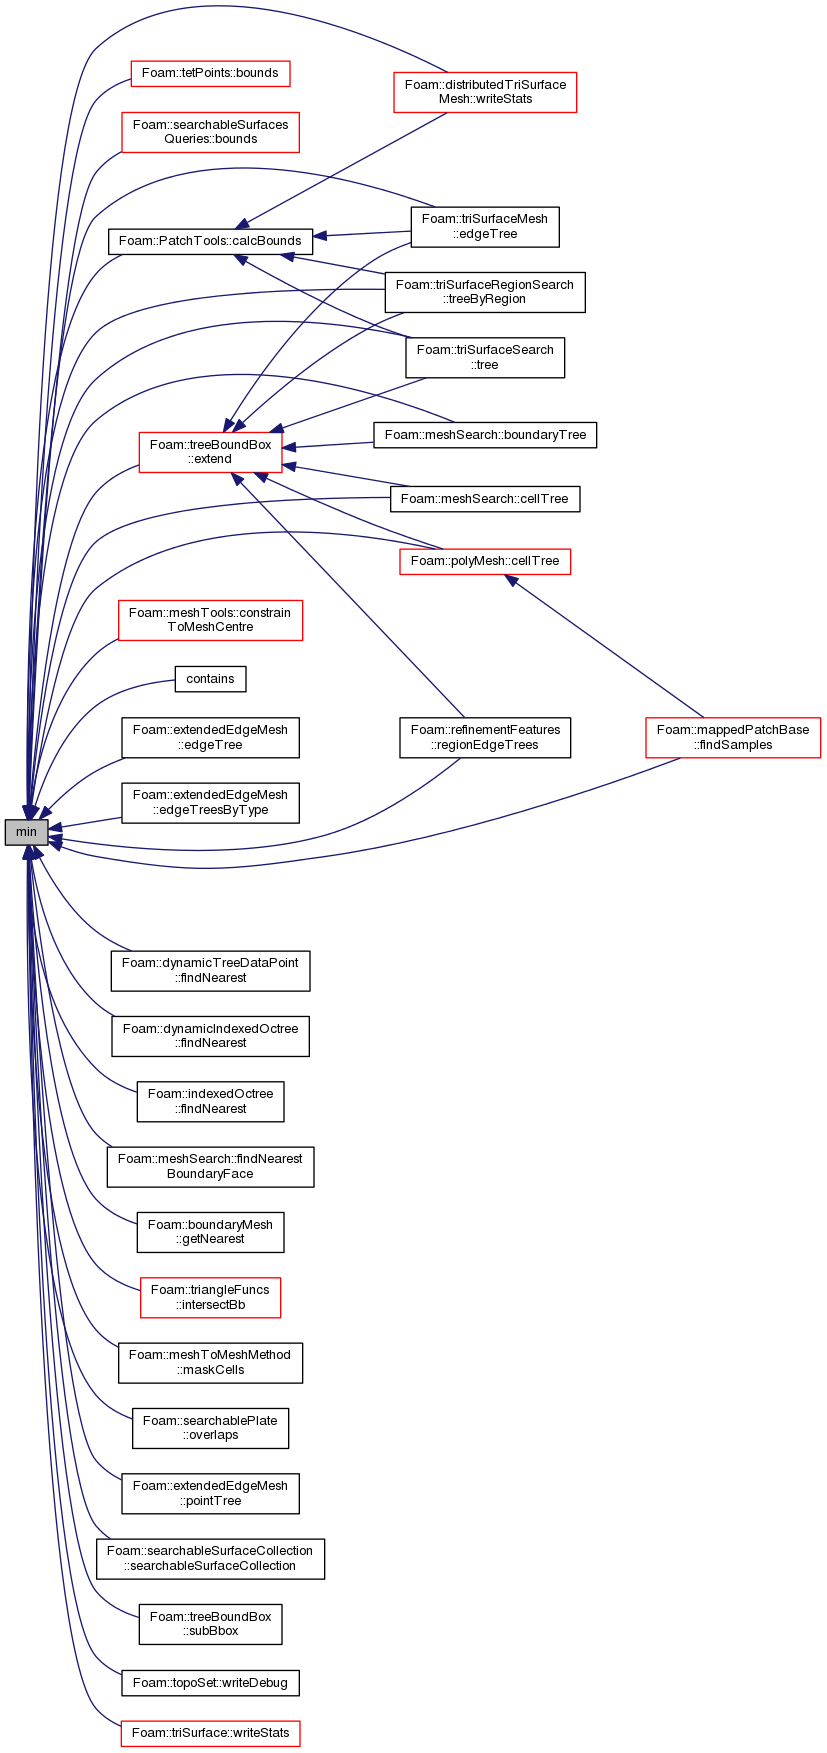 Foam::tetPoints::bounds
Foam::distributedTriSurface
Mesh::writeStats
Foam::searchableSurfaces
Queries::bounds
Foam::triSurfaceMesh
::edgeTree
Foam::PatchTools::calcBounds
Foam::triSurfaceRegionSearch
::treeByRegion
Foam::triSurfaceSearch
::tree
Foam::meshSearch::boundaryTree
Foam::treeBoundBox
::extend
Foam::meshSearch::cellTree
Foam::polyMesh::cellTree
Foam::meshTools::constrain
ToMeshCentre
contains
Foam::extendedEdgeMesh
::edgeTree
Foam::refinementFeatures
::regionEdgeTrees
Foam::mappedPatchBase
::findSamples
Foam::extendedEdgeMesh
::edgeTreesByType
min
Foam::dynamicTreeDataPoint
::findNearest
Foam::dynamicIndexedOctree
::findNearest
Foam::indexedOctree
::findNearest
Foam::meshSearch::findNearest
BoundaryFace
Foam::boundaryMesh
::getNearest
Foam::triangleFuncs
::intersectBb
Foam::meshToMeshMethod
::maskCells
Foam::searchablePlate
::overlaps
Foam::extendedEdgeMesh
::pointTree
Foam::searchableSurfaceCollection
::searchableSurfaceCollection
Foam::treeBoundBox
::subBbox
Foam::topoSet::writeDebug
Foam::triSurface::writeStats